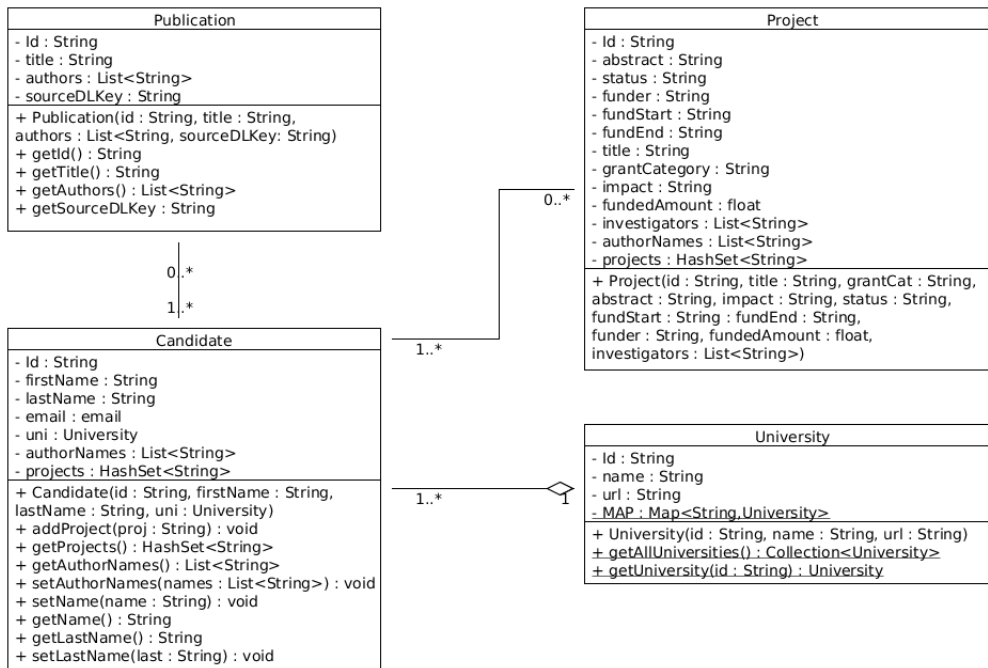 Publication
- Id : String
- title : String
- authors : List<String>
- sourceDLKey : String
+ Publication(id : String, title : String,
authors : List<String, sourceDLKey: String)
+ getId() : String
+ getTitle() : String
+ getAuthors() : List<String>
+ getSourceDLKey : String
0..*
1..*
Candidate
- Id : String
- firstName : String
- lastName : String
- email : email
- uni : University
- authorNames : List<String>
- projects : HashSet<String>
+ Candidate(id : String, firstName : String,
lastName : String, uni : University)
+ addProject(proj : String) : void
+ getProjects() : HashSet<String>
+ getAuthorNames() : List<String>
+ setAuthorNames(names : List<String>) : void
+ setName(name : String) : void
+ getName() : String
+ getLastName() : String
+ setLastName(last : String) : void
0..*
1..*
1..*
1
Project
- Id : String
- abstract : String
- status : String
- funder : String
- fundStart : String
- fundEnd : String
- title : String
- grantCategory : String
- impact : String
- fundedAmount : float
- investigators : List<String>
- authorNames : List<String>
- projects : HashSet<String>
+ Project(id : String, title : String, grantCat : String,
abstract : String, impact : String, status : String,
fundStart : String : fundEnd : String,
funder : String, fundedAmount : float,
investigators : List<String>)
University
- Id : String
- name : String
- url : String
- MAP : Map<String,University>
+ University(id : String, name : String, url : String)
+ getAllUniversities() : Collection<University>
+ getUniversity(id : String) : University